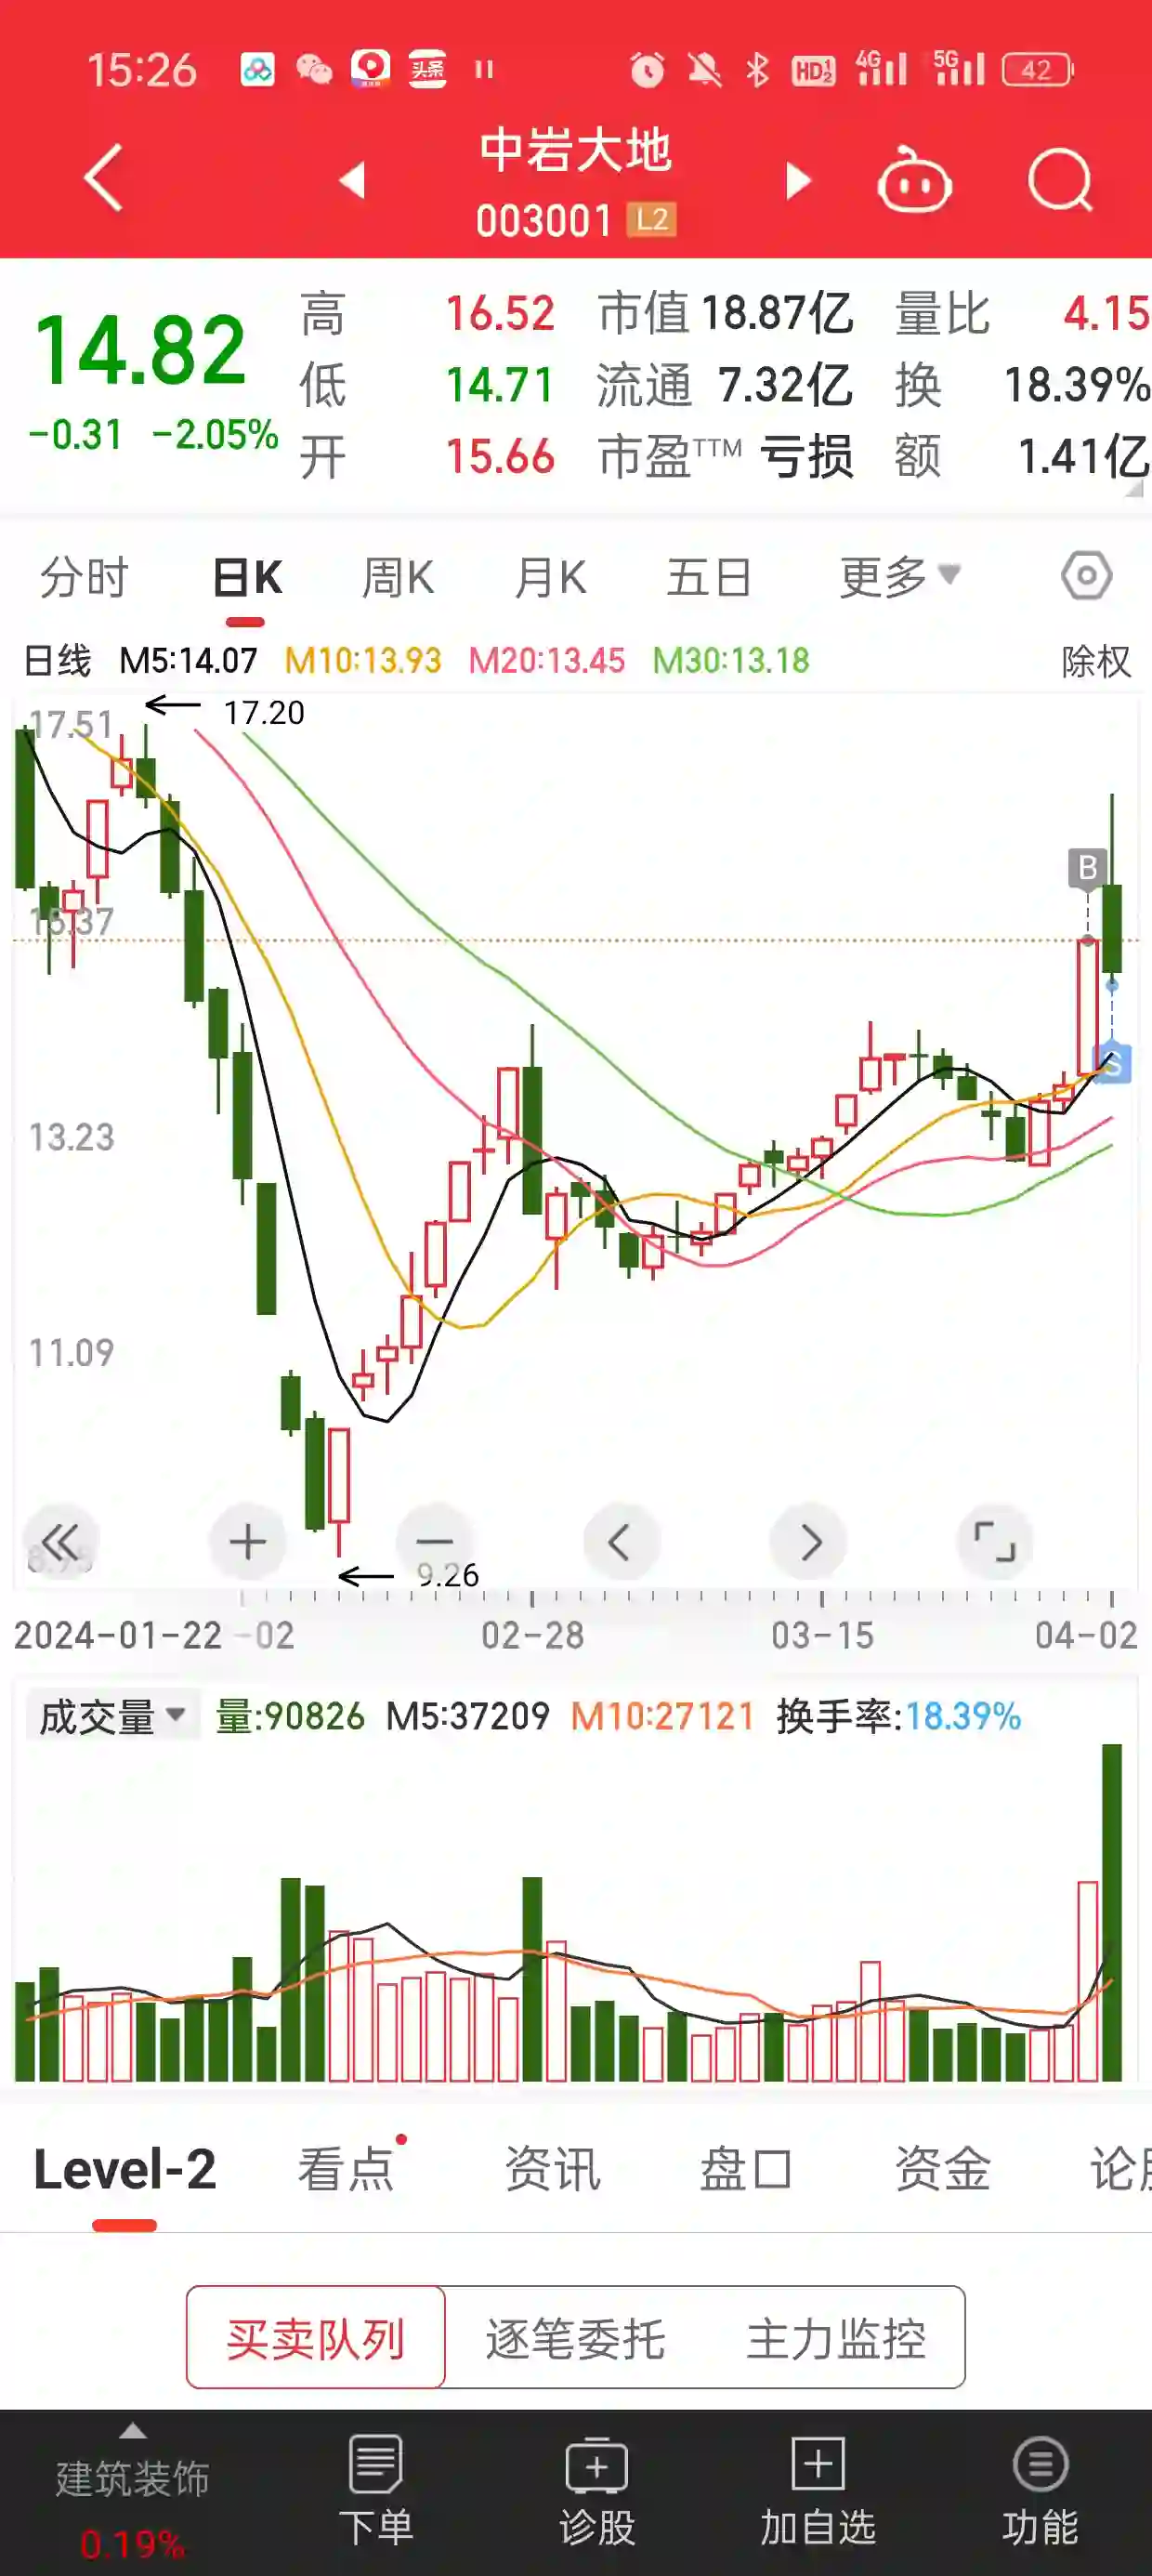 15:26 头条 HD 1 2 4G 5G 42
中岩大地
003001 L2
14.82
-0.31 -2.05%
高 16.52 市值 18.87亿 量比 4.15
低 14.71 流通 7.32亿 换 18.39%
开 15.66 市盈TTM 亏损 额 1.41亿
分时 日K 周K 月K 五日 更多
日线 M5:14.07 M10:13.93 M20:13.45 M30:13.18 除权
17.51 17.20
B
15.37
S
13.23
11.09
9.26
2024-01-22 -02 02-28 03-15 04-02
成交量 量:90826 M5:37209 M10:27121 换手率:18.39%
Level-2 看点 资讯 盘口 资金 论
买卖队列 逐笔委托 主力监控
建筑装饰 下单 诊股 加自选 功能
0.19%